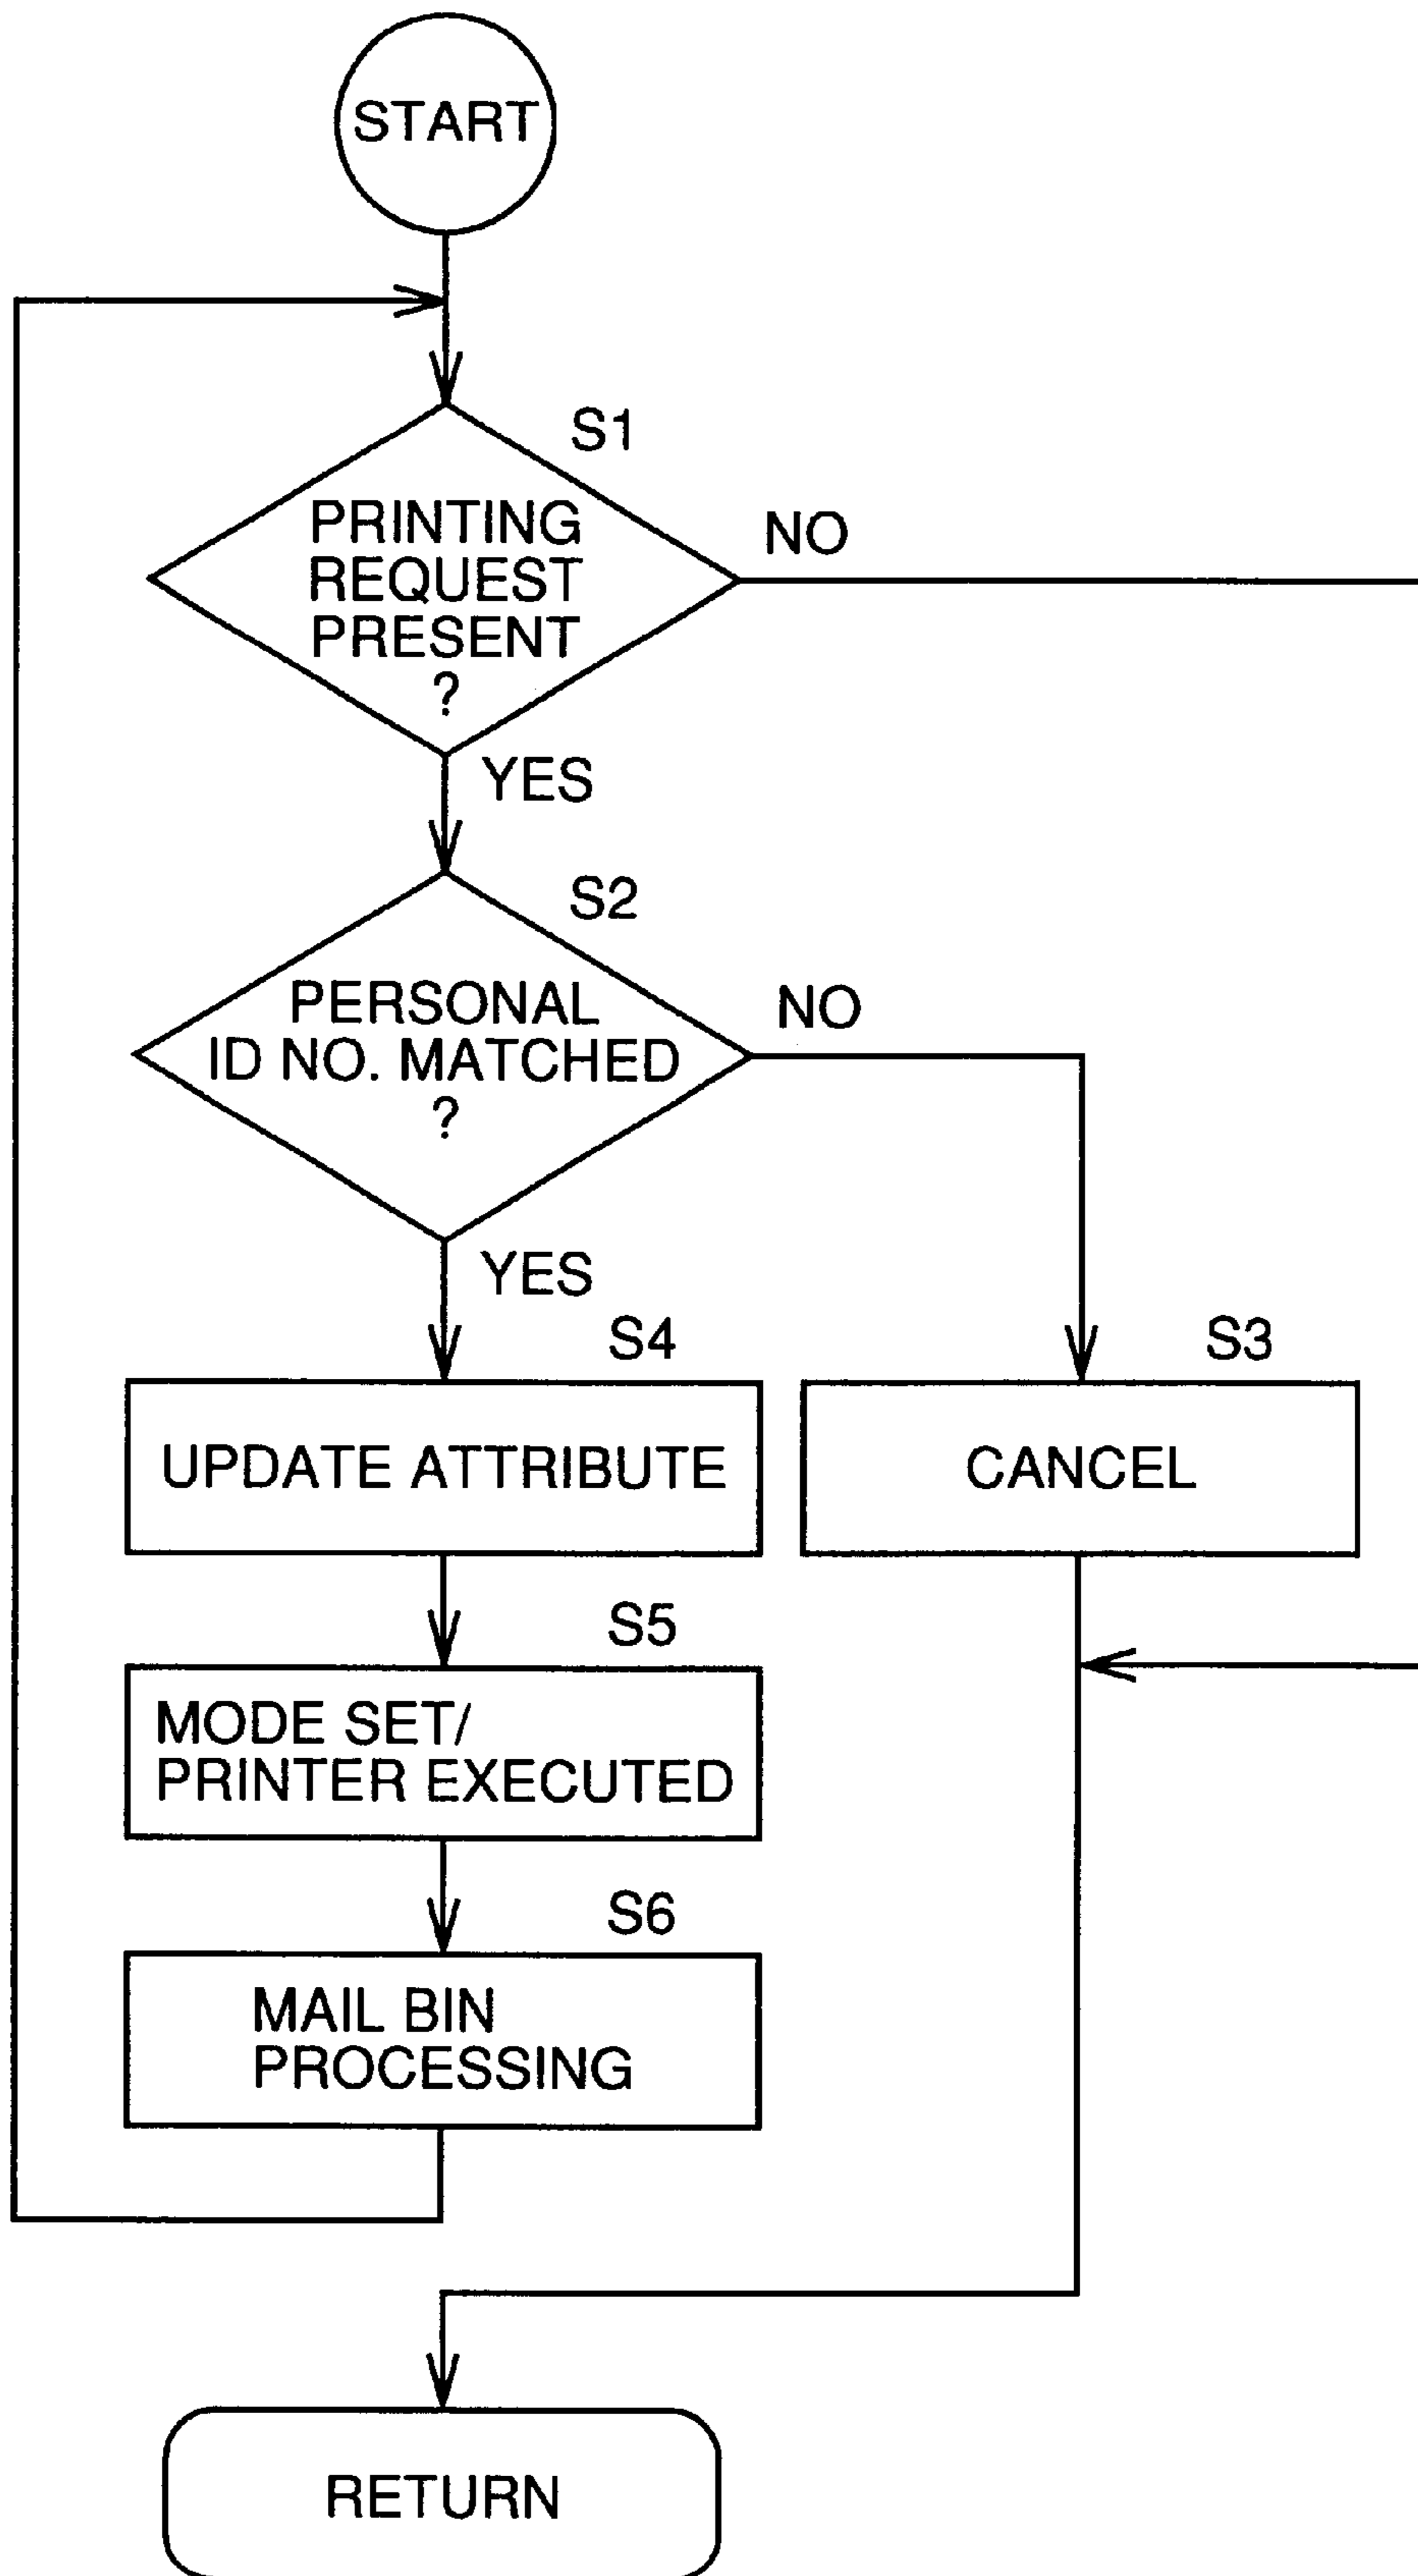 START
S1
PRINTING
REQUEST
PRESENT
?
NO
YES
S2
PERSONAL
ID NO. MATCHED
?
NO
YES
S4
UPDATE ATTRIBUTE
S3
CANCEL
S5
MODE SET/
PRINTER EXECUTED
S6
MAIL BIN
PROCESSING
RETURN